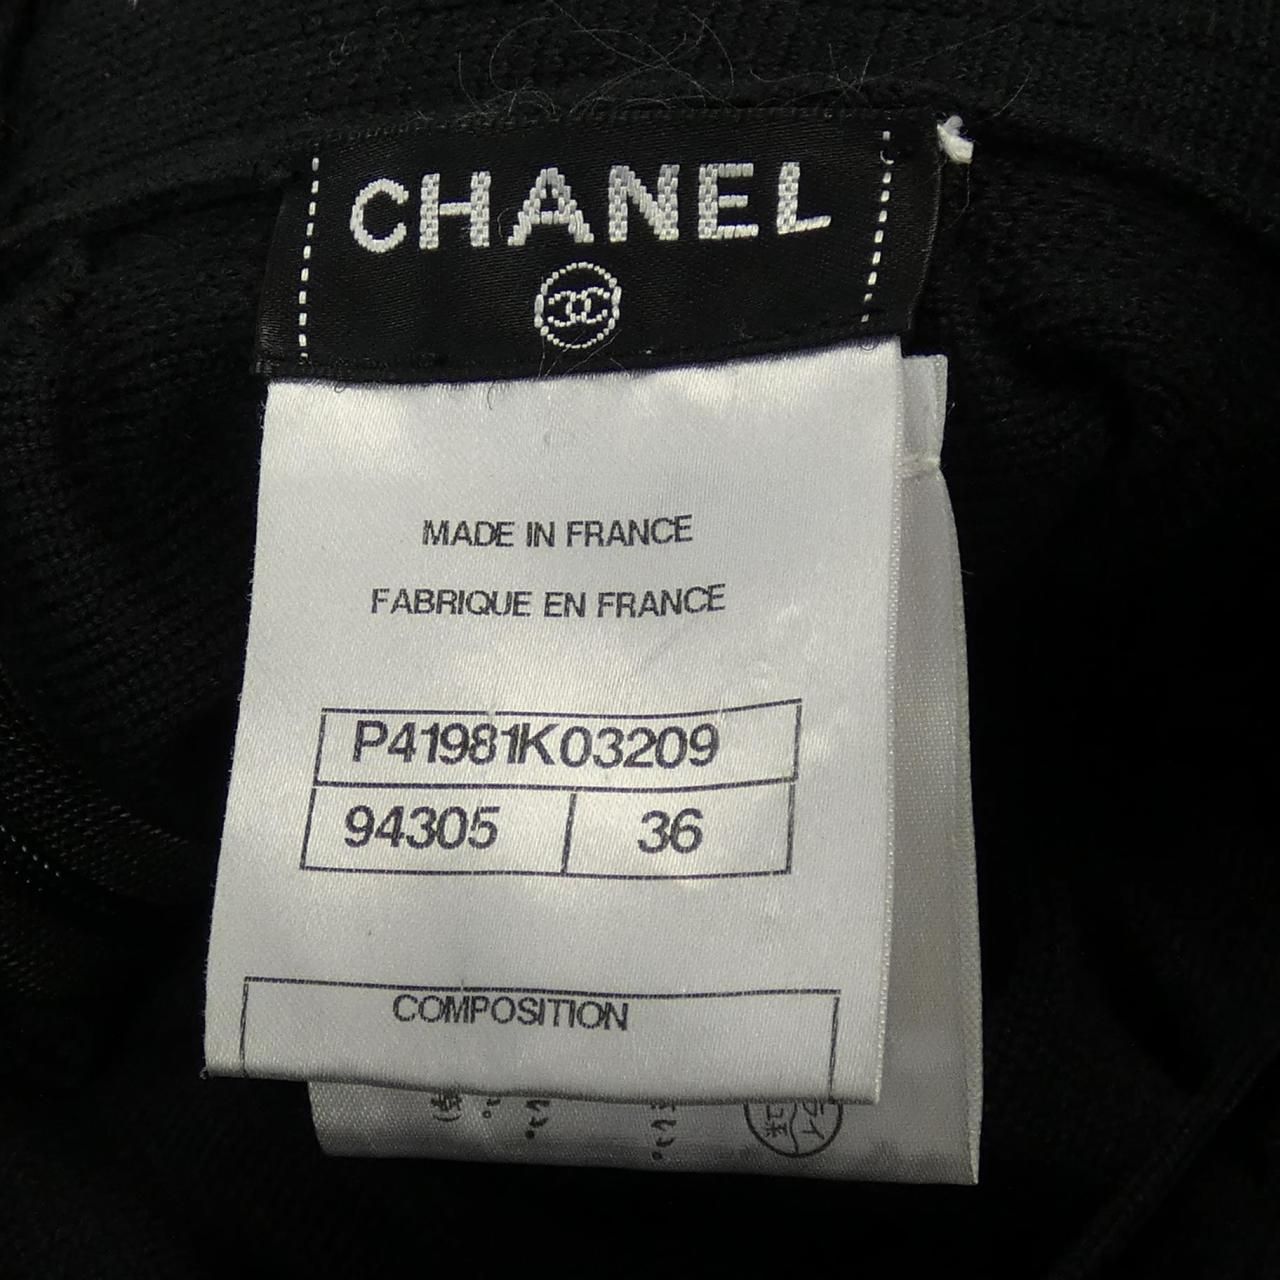 CHANEL
MADE IN FRANCE
FABRIQUE EN FRANCE
P41981K03209
94305 36
COMPOSITION